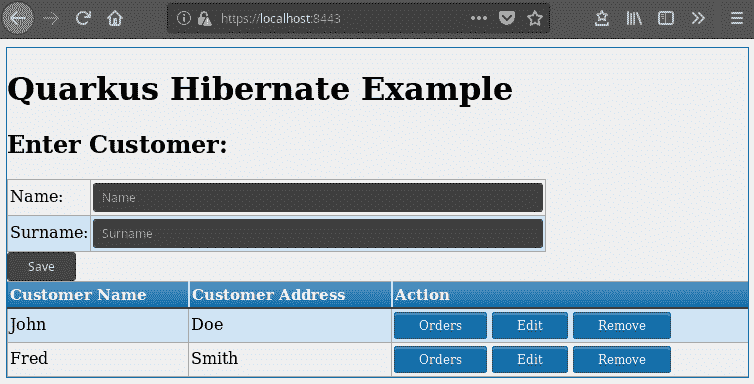 https://localhost:8443
Quarkus Hibernate Example
Enter Customer:
Name: Name
Surname: Surname
Save
Customer Name Customer Address Action
John Doe Orders Edit Remove
Fred Smith Orders Edit Remove